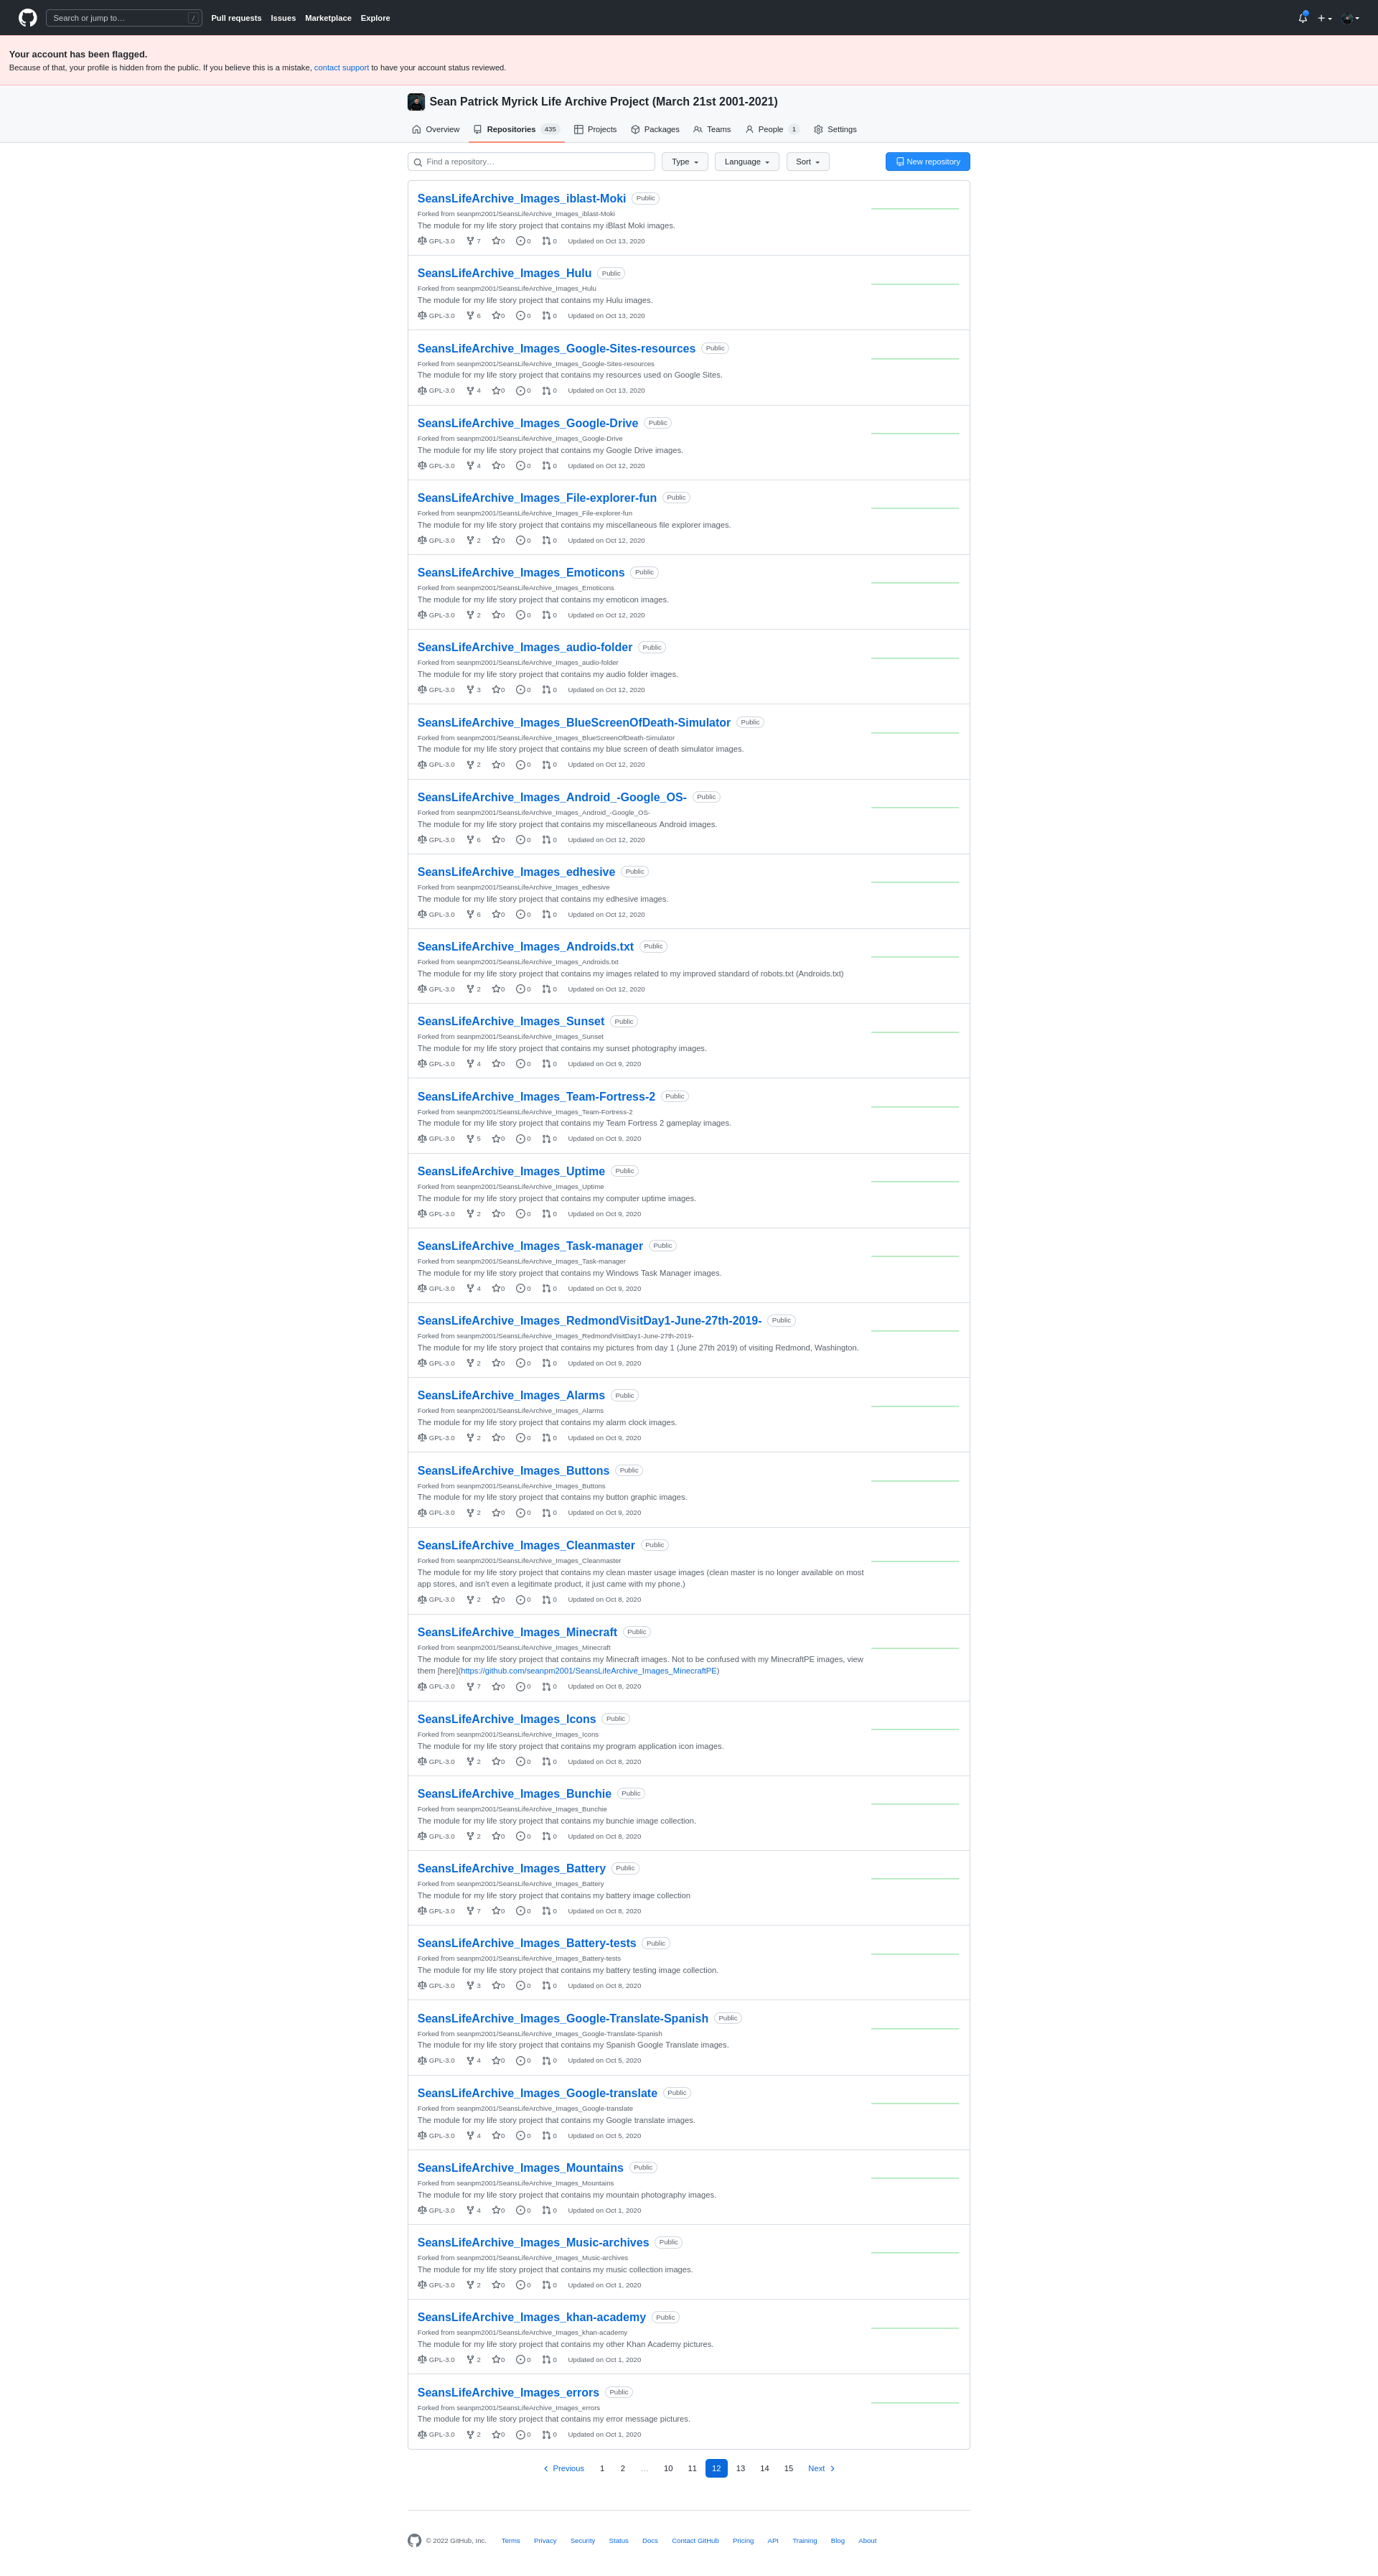 Search or jump to… /
Pull requests Issues Marketplace Explore
Your account has been flagged.
Because of that, your profile is hidden from the public. If you believe this is a mistake, contact support to have your account status reviewed.
Sean Patrick Myrick Life Archive Project (March 21st 2001-2021)
Overview Repositories 435 Projects Packages Teams People 1 Settings
Find a repository… Type Language Sort New repository
SeansLifeArchive_Images_iblast-Moki Public
Forked from seanpm2001/SeansLifeArchive_Images_iblast-Moki
The module for my life story project that contains my iBlast Moki images.
GPL-3.0 7 0 0 0 Updated on Oct 13, 2020
SeansLifeArchive_Images_Hulu Public
Forked from seanpm2001/SeansLifeArchive_Images_Hulu
The module for my life story project that contains my Hulu images.
GPL-3.0 6 0 0 0 Updated on Oct 13, 2020
SeansLifeArchive_Images_Google-Sites-resources Public
Forked from seanpm2001/SeansLifeArchive_Images_Google-Sites-resources
The module for my life story project that contains my resources used on Google Sites.
GPL-3.0 4 0 0 0 Updated on Oct 13, 2020
SeansLifeArchive_Images_Google-Drive Public
Forked from seanpm2001/SeansLifeArchive_Images_Google-Drive
The module for my life story project that contains my Google Drive images.
GPL-3.0 4 0 0 0 Updated on Oct 12, 2020
SeansLifeArchive_Images_File-explorer-fun Public
Forked from seanpm2001/SeansLifeArchive_Images_File-explorer-fun
The module for my life story project that contains my miscellaneous file explorer images.
GPL-3.0 2 0 0 0 Updated on Oct 12, 2020
SeansLifeArchive_Images_Emoticons Public
Forked from seanpm2001/SeansLifeArchive_Images_Emoticons
The module for my life story project that contains my emoticon images.
GPL-3.0 2 0 0 0 Updated on Oct 12, 2020
SeansLifeArchive_Images_audio-folder Public
Forked from seanpm2001/SeansLifeArchive_Images_audio-folder
The module for my life story project that contains my audio folder images.
GPL-3.0 3 0 0 0 Updated on Oct 12, 2020
SeansLifeArchive_Images_BlueScreenOfDeath-Simulator Public
Forked from seanpm2001/SeansLifeArchive_Images_BlueScreenOfDeath-Simulator
The module for my life story project that contains my blue screen of death simulator images.
GPL-3.0 2 0 0 0 Updated on Oct 12, 2020
SeansLifeArchive_Images_Android_-Google_OS- Public
Forked from seanpm2001/SeansLifeArchive_Images_Android_-Google_OS-
The module for my life story project that contains my miscellaneous Android images.
GPL-3.0 6 0 0 0 Updated on Oct 12, 2020
SeansLifeArchive_Images_edhesive Public
Forked from seanpm2001/SeansLifeArchive_Images_edhesive
The module for my life story project that contains my edhesive images.
GPL-3.0 6 0 0 0 Updated on Oct 12, 2020
SeansLifeArchive_Images_Androids.txt Public
Forked from seanpm2001/SeansLifeArchive_Images_Androids.txt
The module for my life story project that contains my images related to my improved standard of robots.txt (Androids.txt)
GPL-3.0 2 0 0 0 Updated on Oct 12, 2020
SeansLifeArchive_Images_Sunset Public
Forked from seanpm2001/SeansLifeArchive_Images_Sunset
The module for my life story project that contains my sunset photography images.
GPL-3.0 4 0 0 0 Updated on Oct 9, 2020
SeansLifeArchive_Images_Team-Fortress-2 Public
Forked from seanpm2001/SeansLifeArchive_Images_Team-Fortress-2
The module for my life story project that contains my Team Fortress 2 gameplay images.
GPL-3.0 5 0 0 0 Updated on Oct 9, 2020
SeansLifeArchive_Images_Uptime Public
Forked from seanpm2001/SeansLifeArchive_Images_Uptime
The module for my life story project that contains my computer uptime images.
GPL-3.0 2 0 0 0 Updated on Oct 9, 2020
SeansLifeArchive_Images_Task-manager Public
Forked from seanpm2001/SeansLifeArchive_Images_Task-manager
The module for my life story project that contains my Windows Task Manager images.
GPL-3.0 4 0 0 0 Updated on Oct 9, 2020
SeansLifeArchive_Images_RedmondVisitDay1-June-27th-2019- Public
Forked from seanpm2001/SeansLifeArchive_Images_RedmondVisitDay1-June-27th-2019-
The module for my life story project that contains my pictures from day 1 (June 27th 2019) of visiting Redmond, Washington.
GPL-3.0 2 0 0 0 Updated on Oct 9, 2020
SeansLifeArchive_Images_Alarms Public
Forked from seanpm2001/SeansLifeArchive_Images_Alarms
The module for my life story project that contains my alarm clock images.
GPL-3.0 2 0 0 0 Updated on Oct 9, 2020
SeansLifeArchive_Images_Buttons Public
Forked from seanpm2001/SeansLifeArchive_Images_Buttons
The module for my life story project that contains my button graphic images.
GPL-3.0 2 0 0 0 Updated on Oct 9, 2020
SeansLifeArchive_Images_Cleanmaster Public
Forked from seanpm2001/SeansLifeArchive_Images_Cleanmaster
The module for my life story project that contains my clean master usage images (clean master is no longer available on most
app stores, and isn't even a legitimate product, it just came with my phone.)
GPL-3.0 2 0 0 0 Updated on Oct 8, 2020
SeansLifeArchive_Images_Minecraft Public
Forked from seanpm2001/SeansLifeArchive_Images_Minecraft
The module for my life story project that contains my Minecraft images. Not to be confused with my MinecraftPE images, view
them [here](https://github.com/seanpm2001/SeansLifeArchive_Images_MinecraftPE)
GPL-3.0 7 0 0 0 Updated on Oct 8, 2020
SeansLifeArchive_Images_Icons Public
Forked from seanpm2001/SeansLifeArchive_Images_Icons
The module for my life story project that contains my program application icon images.
GPL-3.0 2 0 0 0 Updated on Oct 8, 2020
SeansLifeArchive_Images_Bunchie Public
Forked from seanpm2001/SeansLifeArchive_Images_Bunchie
The module for my life story project that contains my bunchie image collection.
GPL-3.0 2 0 0 0 Updated on Oct 8, 2020
SeansLifeArchive_Images_Battery Public
Forked from seanpm2001/SeansLifeArchive_Images_Battery
The module for my life story project that contains my battery image collection
GPL-3.0 7 0 0 0 Updated on Oct 8, 2020
SeansLifeArchive_Images_Battery-tests Public
Forked from seanpm2001/SeansLifeArchive_Images_Battery-tests
The module for my life story project that contains my battery testing image collection.
GPL-3.0 3 0 0 0 Updated on Oct 8, 2020
SeansLifeArchive_Images_Google-Translate-Spanish Public
Forked from seanpm2001/SeansLifeArchive_Images_Google-Translate-Spanish
The module for my life story project that contains my Spanish Google Translate images.
GPL-3.0 4 0 0 0 Updated on Oct 5, 2020
SeansLifeArchive_Images_Google-translate Public
Forked from seanpm2001/SeansLifeArchive_Images_Google-translate
The module for my life story project that contains my Google translate images.
GPL-3.0 4 0 0 0 Updated on Oct 5, 2020
SeansLifeArchive_Images_Mountains Public
Forked from seanpm2001/SeansLifeArchive_Images_Mountains
The module for my life story project that contains my mountain photography images.
GPL-3.0 4 0 0 0 Updated on Oct 1, 2020
SeansLifeArchive_Images_Music-archives Public
Forked from seanpm2001/SeansLifeArchive_Images_Music-archives
The module for my life story project that contains my music collection images.
GPL-3.0 2 0 0 0 Updated on Oct 1, 2020
SeansLifeArchive_Images_khan-academy Public
Forked from seanpm2001/SeansLifeArchive_Images_khan-academy
The module for my life story project that contains my other Khan Academy pictures.
GPL-3.0 2 0 0 0 Updated on Oct 1, 2020
SeansLifeArchive_Images_errors Public
Forked from seanpm2001/SeansLifeArchive_Images_errors
The module for my life story project that contains my error message pictures.
GPL-3.0 2 0 0 0 Updated on Oct 1, 2020
Previous 1 2 … 10 11 12 13 14 15 Next
© 2022 GitHub, Inc. Terms Privacy Security Status Docs Contact GitHub Pricing API Training Blog About